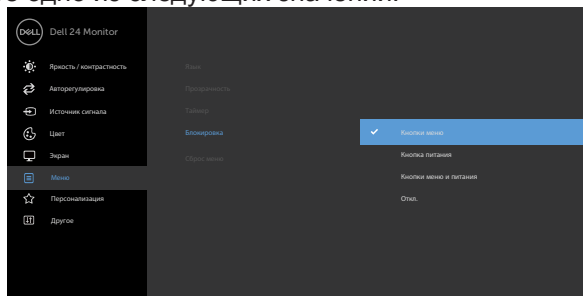 одно из следующих значений:
DELL
Dell 24 Monitor
Яркость / контрастность
Авторегулировка
Источник сигнала
Цвет
Экран
Меню
Персонализация
Другое
Язык
Прозрачность
Таймер
Блокировка
Сброс меню
Кнопки меню
Кнопка питания
Кнопки меню и питания
Откл.